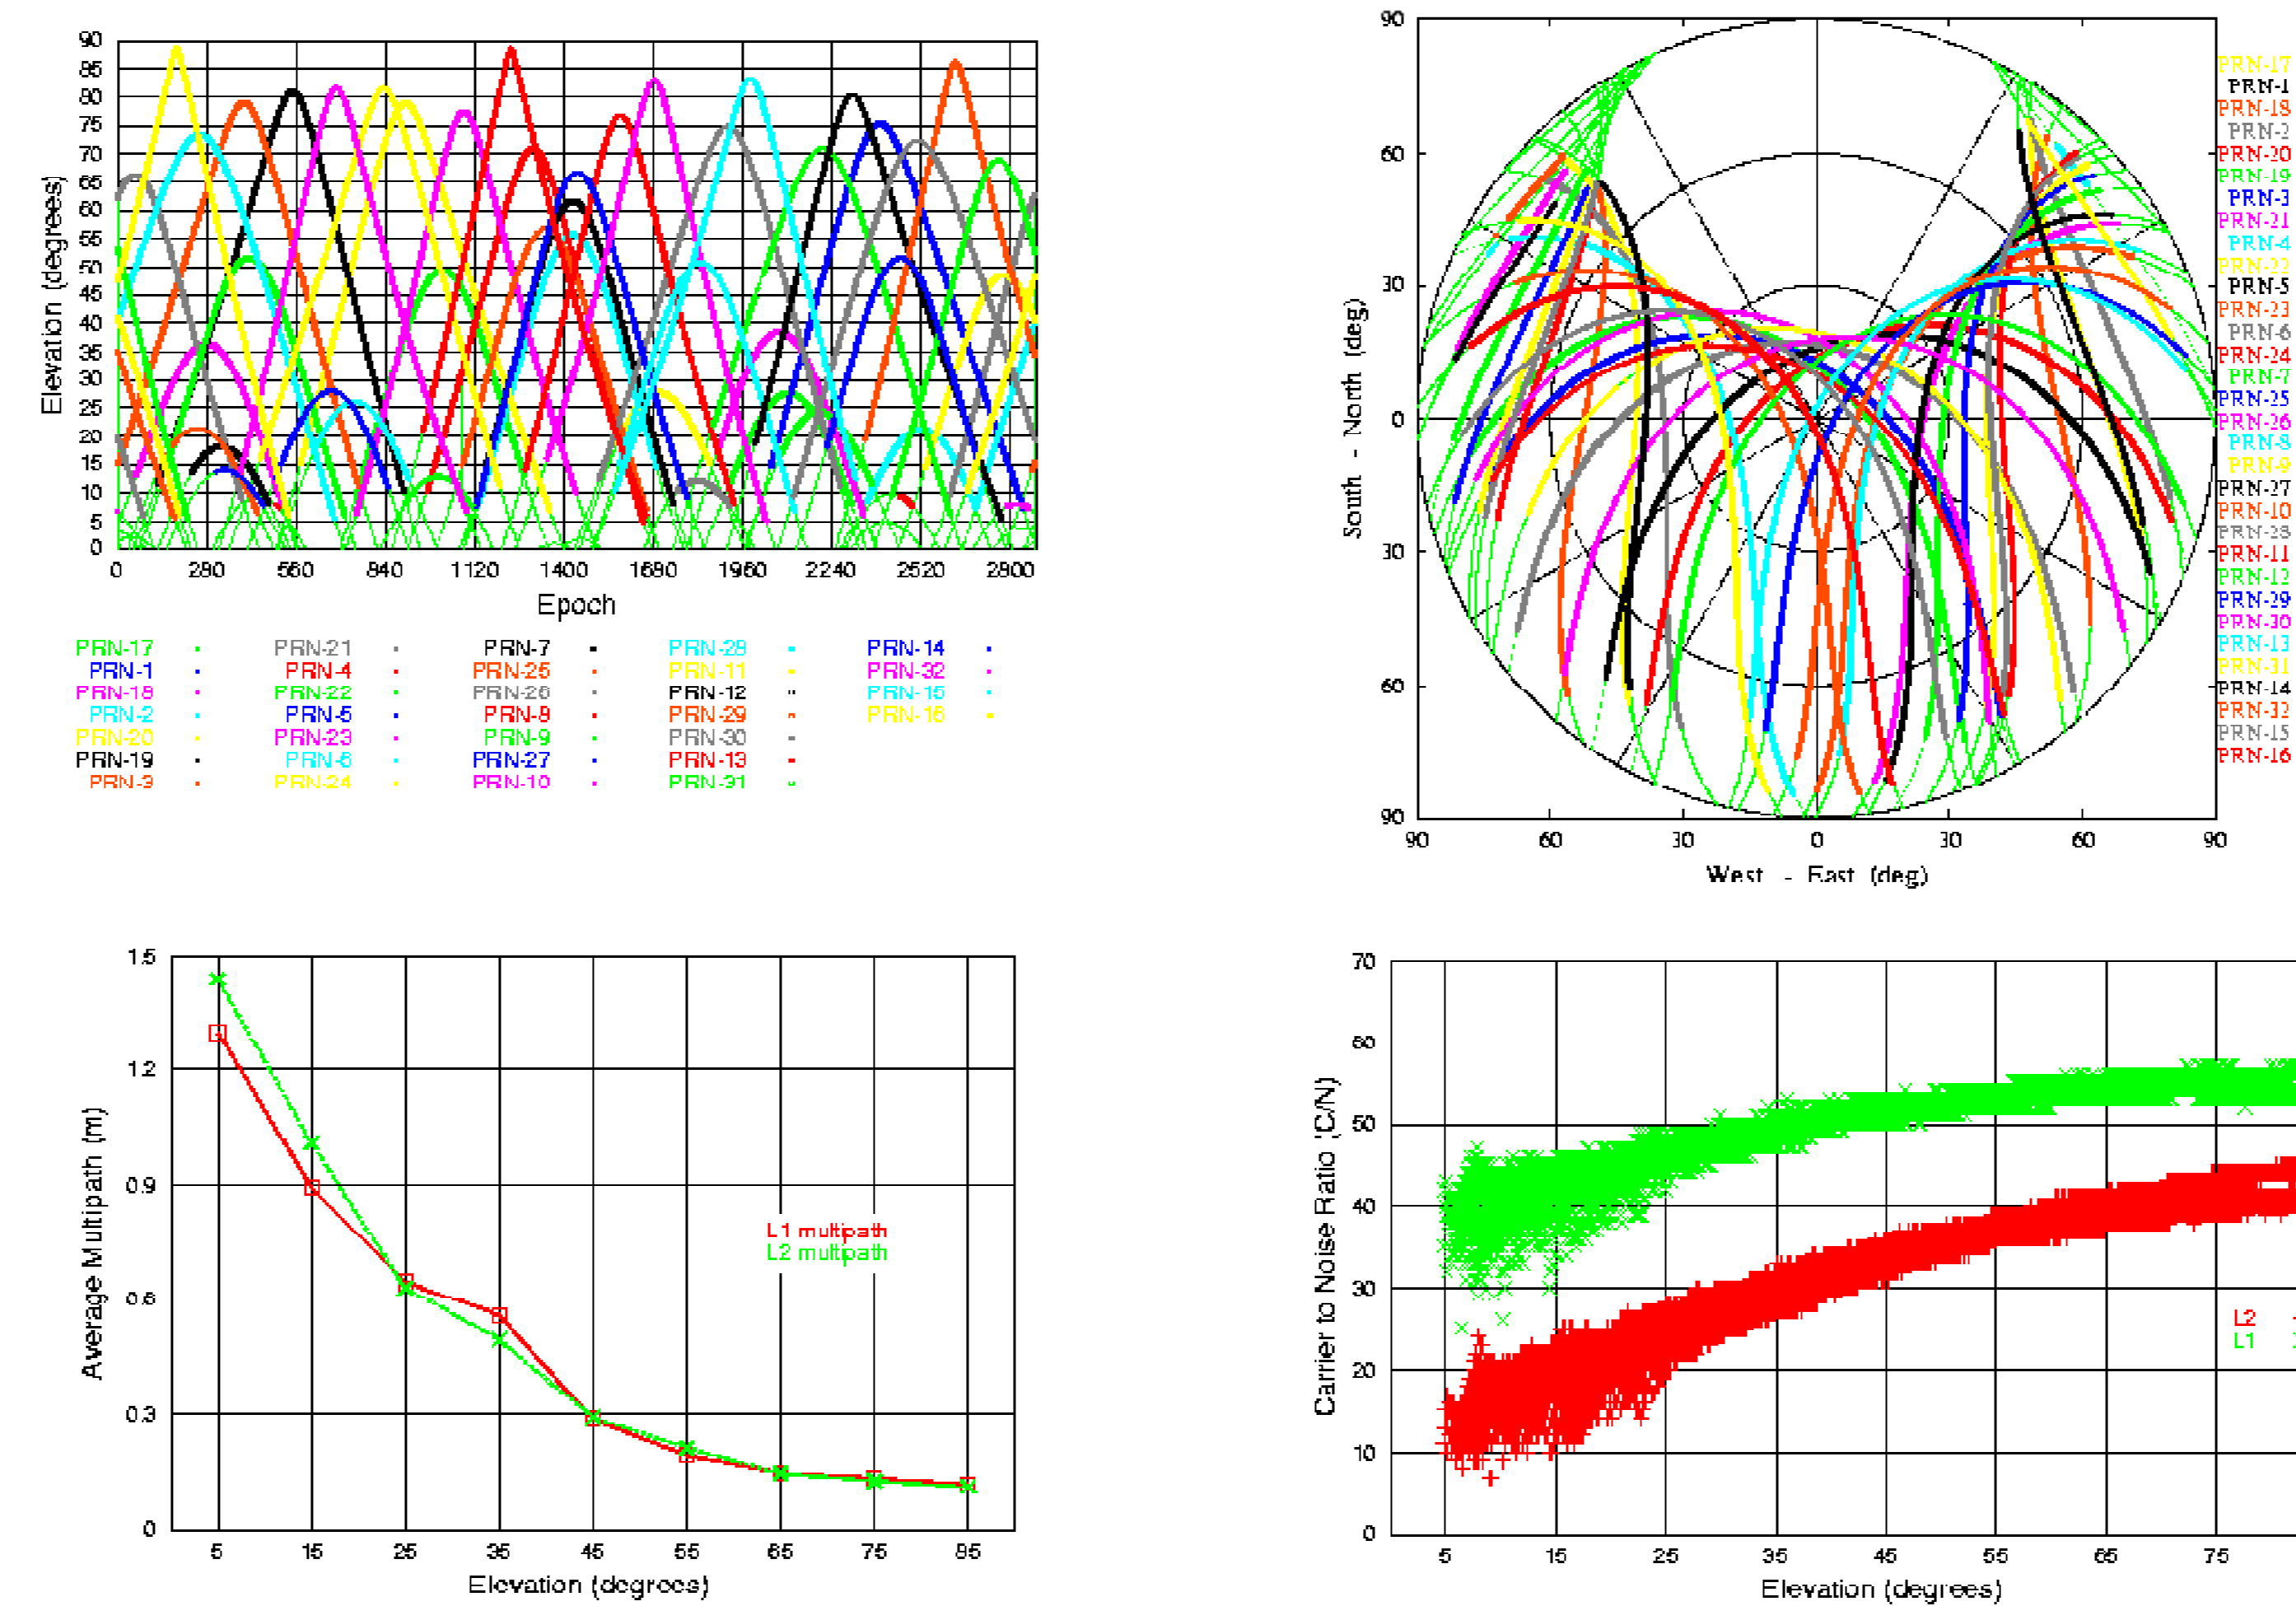 90
85
80
75
70
65
60
55
50
45
40
35
30
25
20
15
10
5
0
Elevation (degrees)
0 280 560 840 1120 1400 1680 1960 2240 2520 2800
Epoch
PRN-17 PRN-21 PRN-7 PRN-28 PRN-14
PRN-1 PRN-4 PRN-25 PRN-11 PRN-32
PRN-18 PRN-22 PRN-26 PRN-12 PRN-15
PRN-2 PRN-5 PRN-8 PRN-29 PRN-16
PRN-20 PRN-23 PRN-9 PRN-30
PRN-19 PRN-6 PRN-27 PRN-13
PRN-3 PRN-24 PRN-10 PRN-31
90
60
30
0
30
60
90
South - North (deg)
90 60 30 0 30 60 90
West - East (deg)
PRN-17
PRN-1
PRN-18
PRN-2
PRN-20
PRN-19
PRN-3
PRN-21
PRN-4
PRN-22
PRN-5
PRN-23
PRN-6
PRN-24
PRN-7
PRN-25
PRN-26
PRN-8
PRN-9
PRN-27
PRN-10
PRN-28
PRN-11
PRN-12
PRN-29
PRN-30
PRN-13
PRN-31
PRN-14
PRN-32
PRN-15
PRN-16
1.5
1.2
0.9
0.6
0.3
0
Average Multipath (m)
L1 multipath
L2 multipath
5 15 25 35 45 55 65 75 85
Elevation (degrees)
70
60
50
40
30
20
10
0
Carrier to Noise Ratio (C/N)
L2
L1
5 15 25 35 45 55 65 75
Elevation (degrees)